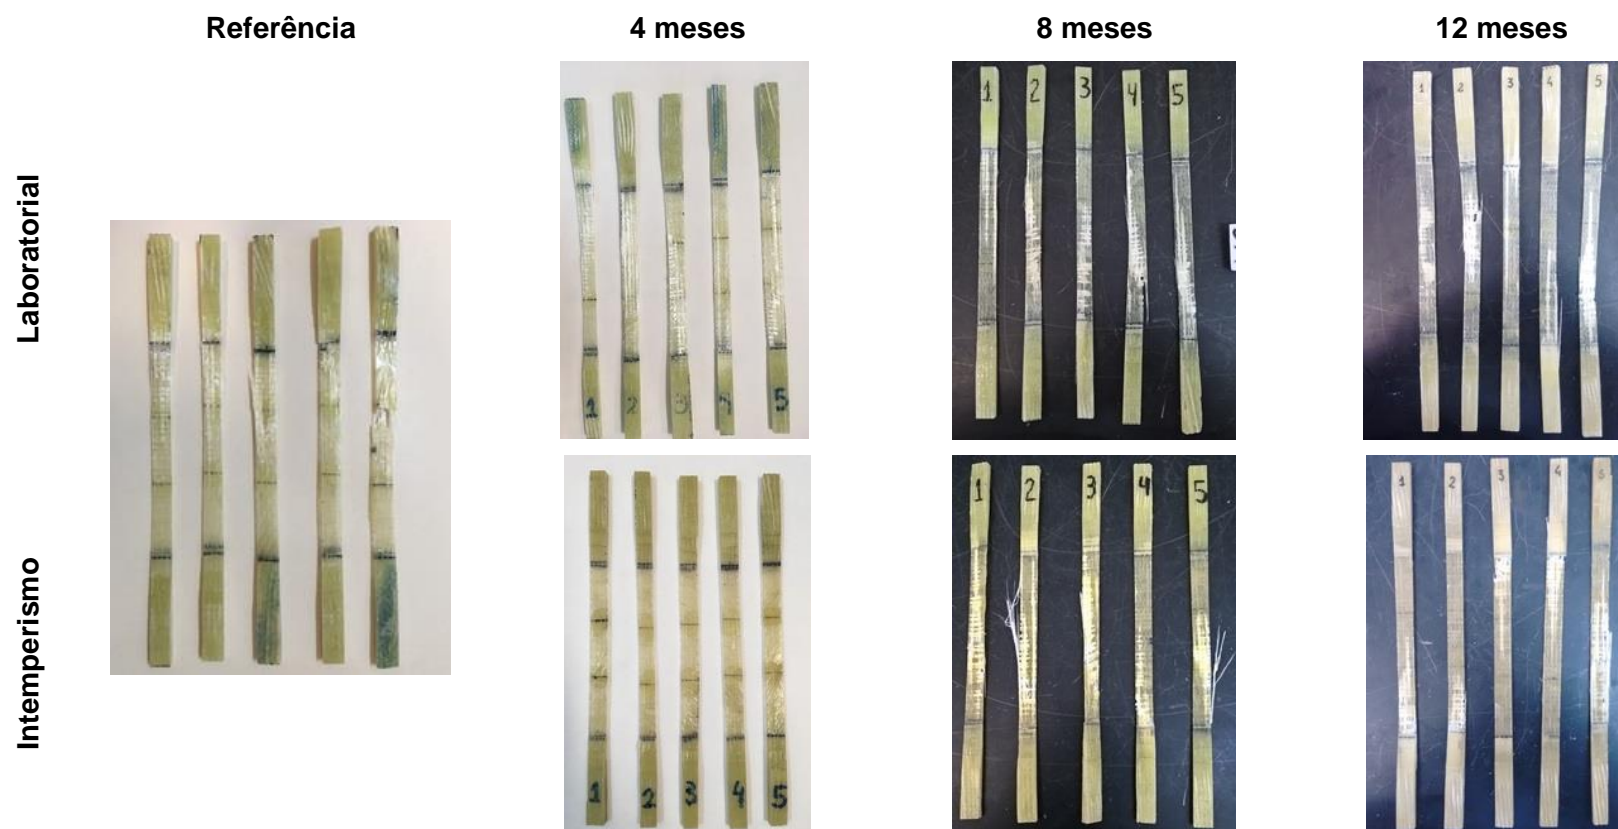 Referência
4 meses
8 meses
12 meses
Laboratorial
1 2 3 4 5
1 2 3 4 5
1 2 3 4 5
Intemperismo
1 2 3 4 5
1 2 3 4 5
1 2 3 4